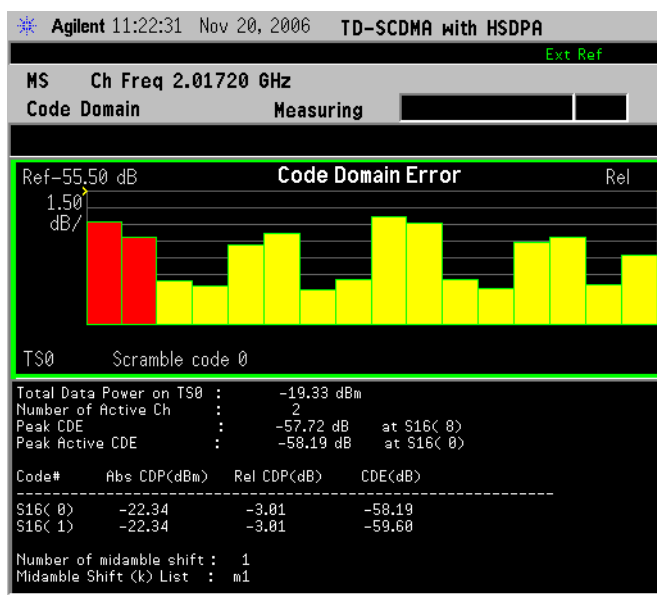 Agilent 11:22:31 Nov 20, 2006 TD-SCDMA with HSDPA
Ext Ref
MS Ch Freq 2.01720 GHz
Code Domain Measuring
Ref-55.50 dB Code Domain Error Rel
1.50
dB/
TS0 Scramble code 0
Total Data Power on TS0 : -19.33 dBm
Number of Active Ch : 2
Peak CDE : -57.72 dB at S16( 8)
Peak Active CDE : -58.19 dB at S16( 0)
Code# Abs CDP(dBm) Rel CDP(dB) CDE(dB)
S16( 0) -22.34 -3.01 -58.19
S16( 1) -22.34 -3.01 -59.60
Number of midamble shift : 1
Midamble Shift (k) List : m1